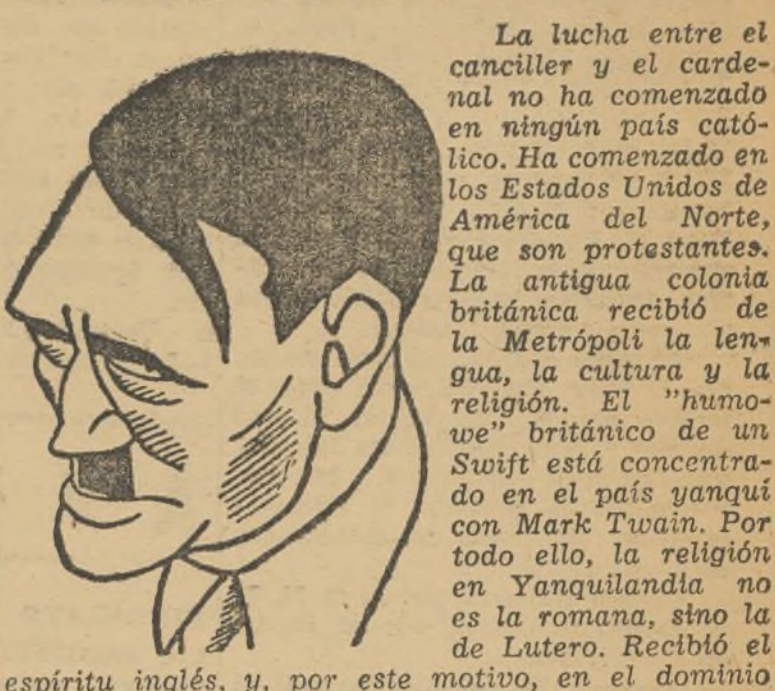 La lucha entre el
canciller y el carde-
nal no ha comenzado
en ningún país cató-
lico. Ha comenzado en
los Estados Unidos de
América del Norte,
que son protestantes.
La antigua colonia
británica recibió de
la Metrópoli la len-
gua, la cultura y la
religión. El "humo-
we" británico de un
Swift está concentra-
do en el país yanqui
con Mark Twain. Por
todo ello, la religión
en Yanquilandia no
es la romana, sino la
de Lutero. Recibió el
espíritu inglés, y, por este motivo, en el dominio